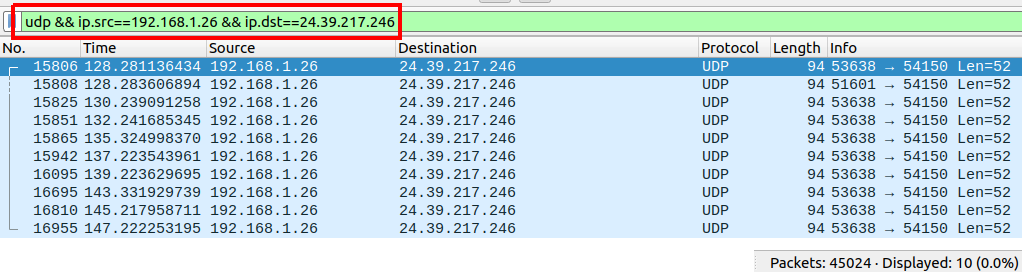 udp && ip.src==192.168.1.26 && ip.dst==24.39.217.246
No. Time Source Destination Protocol Length Info
15806 128.281136434 192.168.1.26 24.39.217.246 UDP 94 53638 → 54150 Len=52
15808 128.283606894 192.168.1.26 24.39.217.246 UDP 94 51601 → 54150 Len=52
15825 130.239091258 192.168.1.26 24.39.217.246 UDP 94 53638 → 54150 Len=52
15851 132.241685345 192.168.1.26 24.39.217.246 UDP 94 53638 → 54150 Len=52
15865 135.324998370 192.168.1.26 24.39.217.246 UDP 94 53638 → 54150 Len=52
15942 137.223543961 192.168.1.26 24.39.217.246 UDP 94 53638 → 54150 Len=52
16095 139.223629695 192.168.1.26 24.39.217.246 UDP 94 53638 → 54150 Len=52
16695 143.331929739 192.168.1.26 24.39.217.246 UDP 94 53638 → 54150 Len=52
16810 145.217958711 192.168.1.26 24.39.217.246 UDP 94 53638 → 54150 Len=52
16955 147.222253195 192.168.1.26 24.39.217.246 UDP 94 53638 → 54150 Len=52
Packets: 45024 · Displayed: 10 (0.0%)